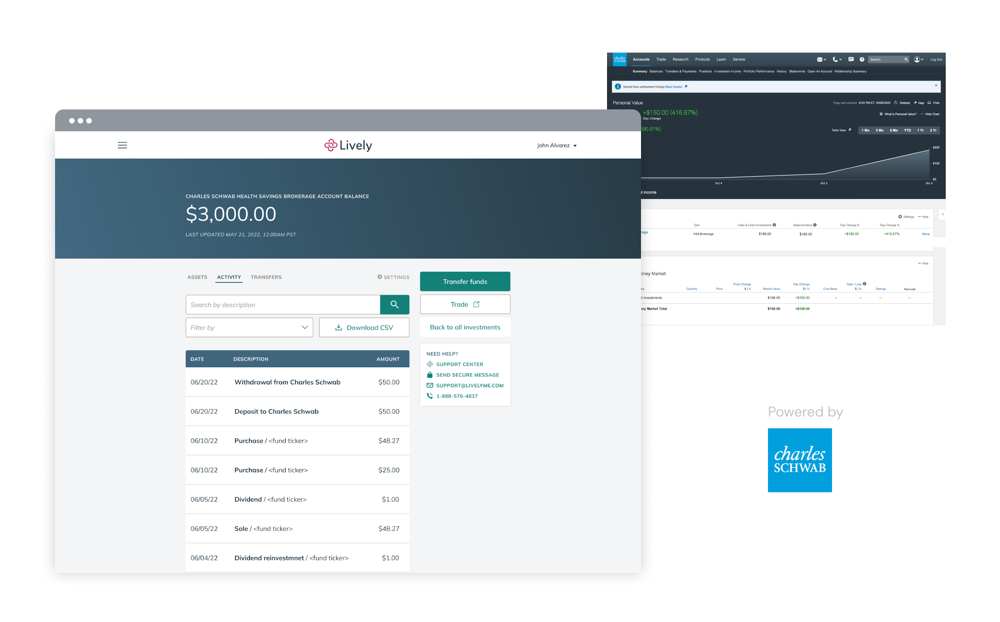 Lively
John Alvarez
CHARLES SCHWAB HEALTH SAVINGS BROKERAGE ACCOUNT BALANCE
$3,000.00
LAST UPDATED MAY 21, 2022, 12:00AM PST
ASSETS ACTIVITY TRANSFERS SETTINGS
Search by description
Filter by Download CSV
DATE DESCRIPTION AMOUNT
06/20/22 Withdrawal from Charles Schwab $50.00
06/20/22 Deposit to Charles Schwab $50.00
06/10/22 Purchase / <fund ticker> $48.27
06/10/22 Purchase / <fund ticker> $25.00
06/05/22 Dividend / <fund ticker> $1.00
06/05/22 Sale / <fund ticker> $48.27
06/04/22 Dividend reinvestmnet / <fund ticker> $1.00
Transfer funds
Trade
Back to all investments
NEED HELP?
SUPPORT CENTER
SEND SECURE MESSAGE
SUPPORT@LIVELYME.COM
1-888-576-4837
charles
SCHWAB
Accounts Trade Research Products Learn Service Search Log Out
Summary Balances Transfers & Payments Positions Investment Income Portfolio Performance History Statements Open An Account Relationship Summary
Market Non-settlement Holiday Read Details
Personal Value
Page last updated 6:53 PM ET, 10/06/2022 Refresh Help Print
+$150.00 (416.67%)
Day Change
What is Personal Value? Hide Chart
590.91%)
Table View 1 Mo 3 Mo 6 Mo YTD 1 Yr 2 Yr
$200
$100
$0
Oct 4 Oct 5 Oct 6
income
Settings Hide
Type Cash & Cash Investments Balance/Value Day Change $ Day Change %
HSA Brokerage $186.00 $186.00 +$150.00 +416.67% More
Hide
oney Market
Price Change Day Change Gain / Loss
Quantity Price $ | % Market Value $ | % Cost Basis $ | % Ratings Reinvest
Investments $186.00 +$150.00 -- -- -- --
ney Market Total $186.00 +$150.00
Powered by
charles
SCHWAB